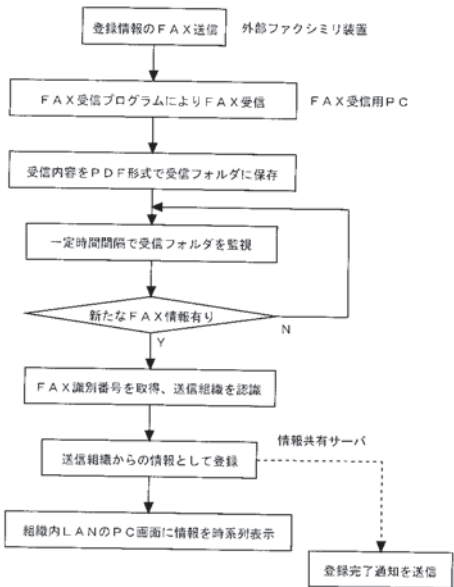 登録情報のFAX送信
外部ファクシミリ装置
FAX受信プログラムによりFAX受信
FAX受信用PC
受信内容をPDF形式で受信フォルダに保存
一定時間間隔で受信フォルダを監視
新たなFAX情報有り
N
Y
FAX識別番号を取得、送信組織を認識
情報共有サーバ
送信組織からの情報として登録
組織内LANのPC画面に情報を時系列表示
登録完了通知を送信